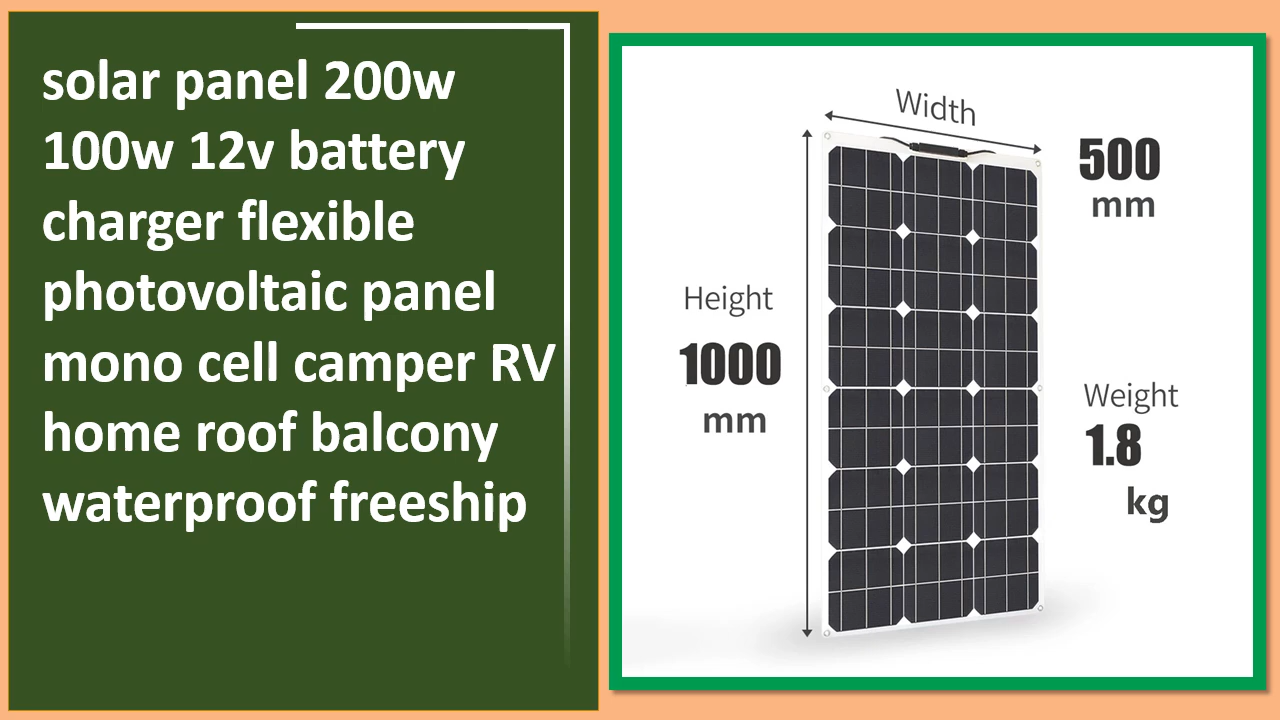 solar panel 200w
100w 12v battery
charger flexible
photovoltaic panel
mono cell camper RV
home roof balcony
waterproof freeship
Width
500
mm
Height
1000
mm
Weight
1.8
kg